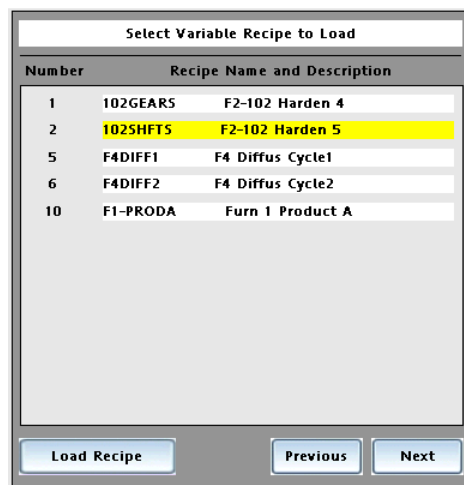 Select Variable Recipe to Load
Number Recipe Name and Description
1 102GEARS F2-102 Harden 4
2 102SHFTS F2-102 Harden 5
5 F4DIFF1 F4 Diffus Cycle1
6 F4DIFF2 F4 Diffus Cycle2
10 F1-PRODA Furn 1 Product A
Load Recipe Previous Next